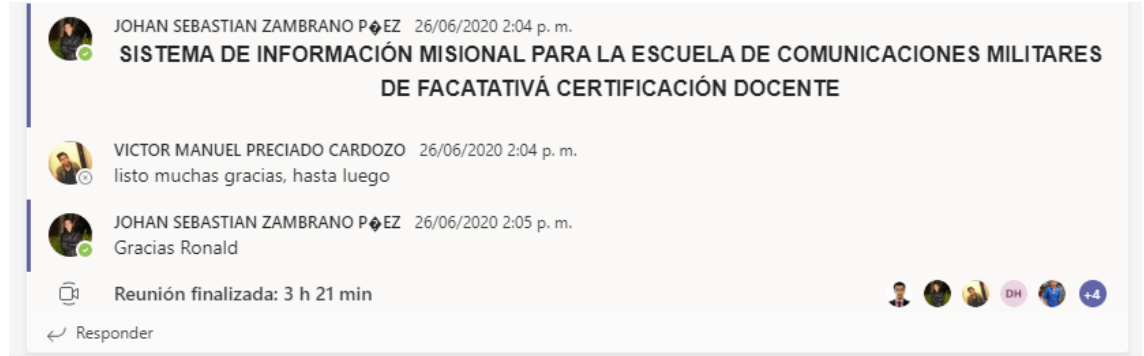 JOHAN SEBASTIAN ZAMBRANO P�EZ 26/06/2020 2:04 p. m.
SISTEMA DE INFORMACIÓN MISIONAL PARA LA ESCUELA DE COMUNICACIONES MILITARES
DE FACATATIVÁ CERTIFICACIÓN DOCENTE
VICTOR MANUEL PRECIADO CARDOZO 26/06/2020 2:04 p. m.
listo muchas gracias, hasta luego
JOHAN SEBASTIAN ZAMBRANO P�EZ 26/06/2020 2:05 p. m.
Gracias Ronald
Reunión finalizada: 3 h 21 min DH +4
Responder